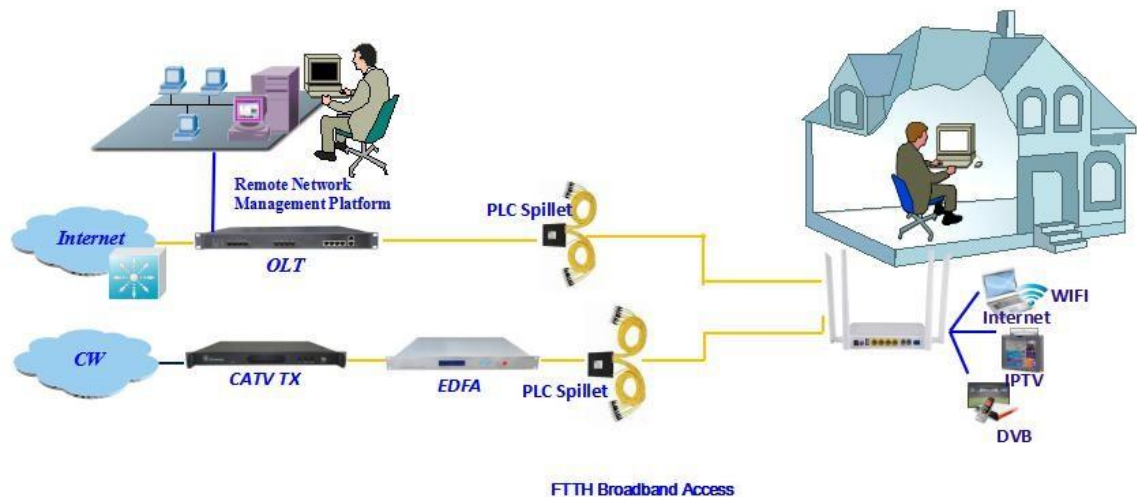 Remote Network
Management Platform
PLC Spillet
Internet
OLT
WIFI
Internet
CW
CATV TX
EDFA
PLC Spillet
IPTV
DVB
FTTH Broadband Access